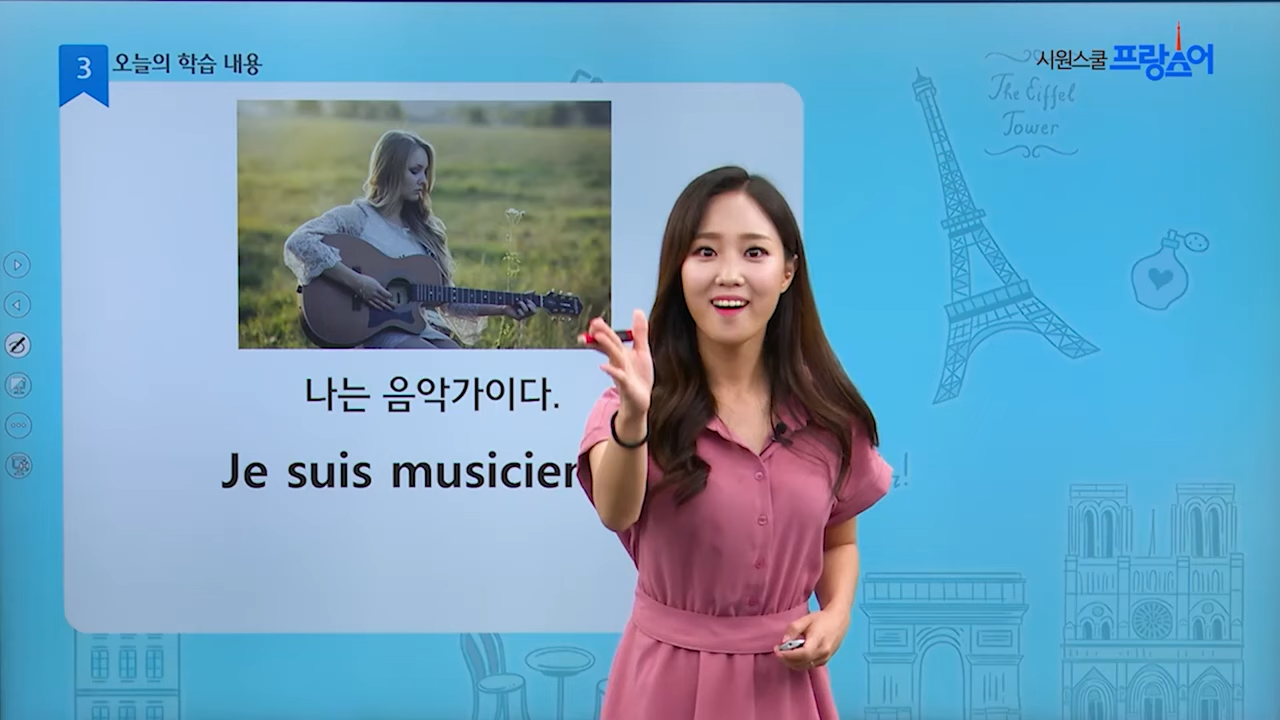 3 오늘의 학습 내용
시원스쿨 프랑스어
The Eiffel
Tower
나는 음악가이다.
Je suis musicien